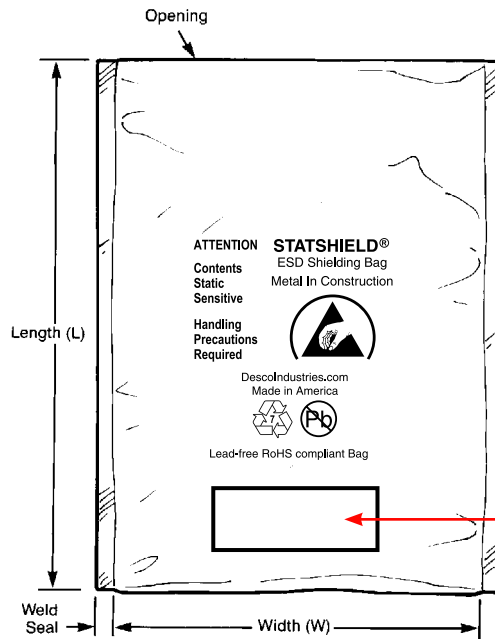 Opening
ATTENTION
Contents
Static
Sensitive
Handling
Precautions
Required
STATSHIELD®
ESD Shielding Bag
Metal In Construction
Length (L)
DescoIndustries.com
Made in America
7
Pb
Lead-free RoHS compliant Bag
Weld
Seal
Width (W)